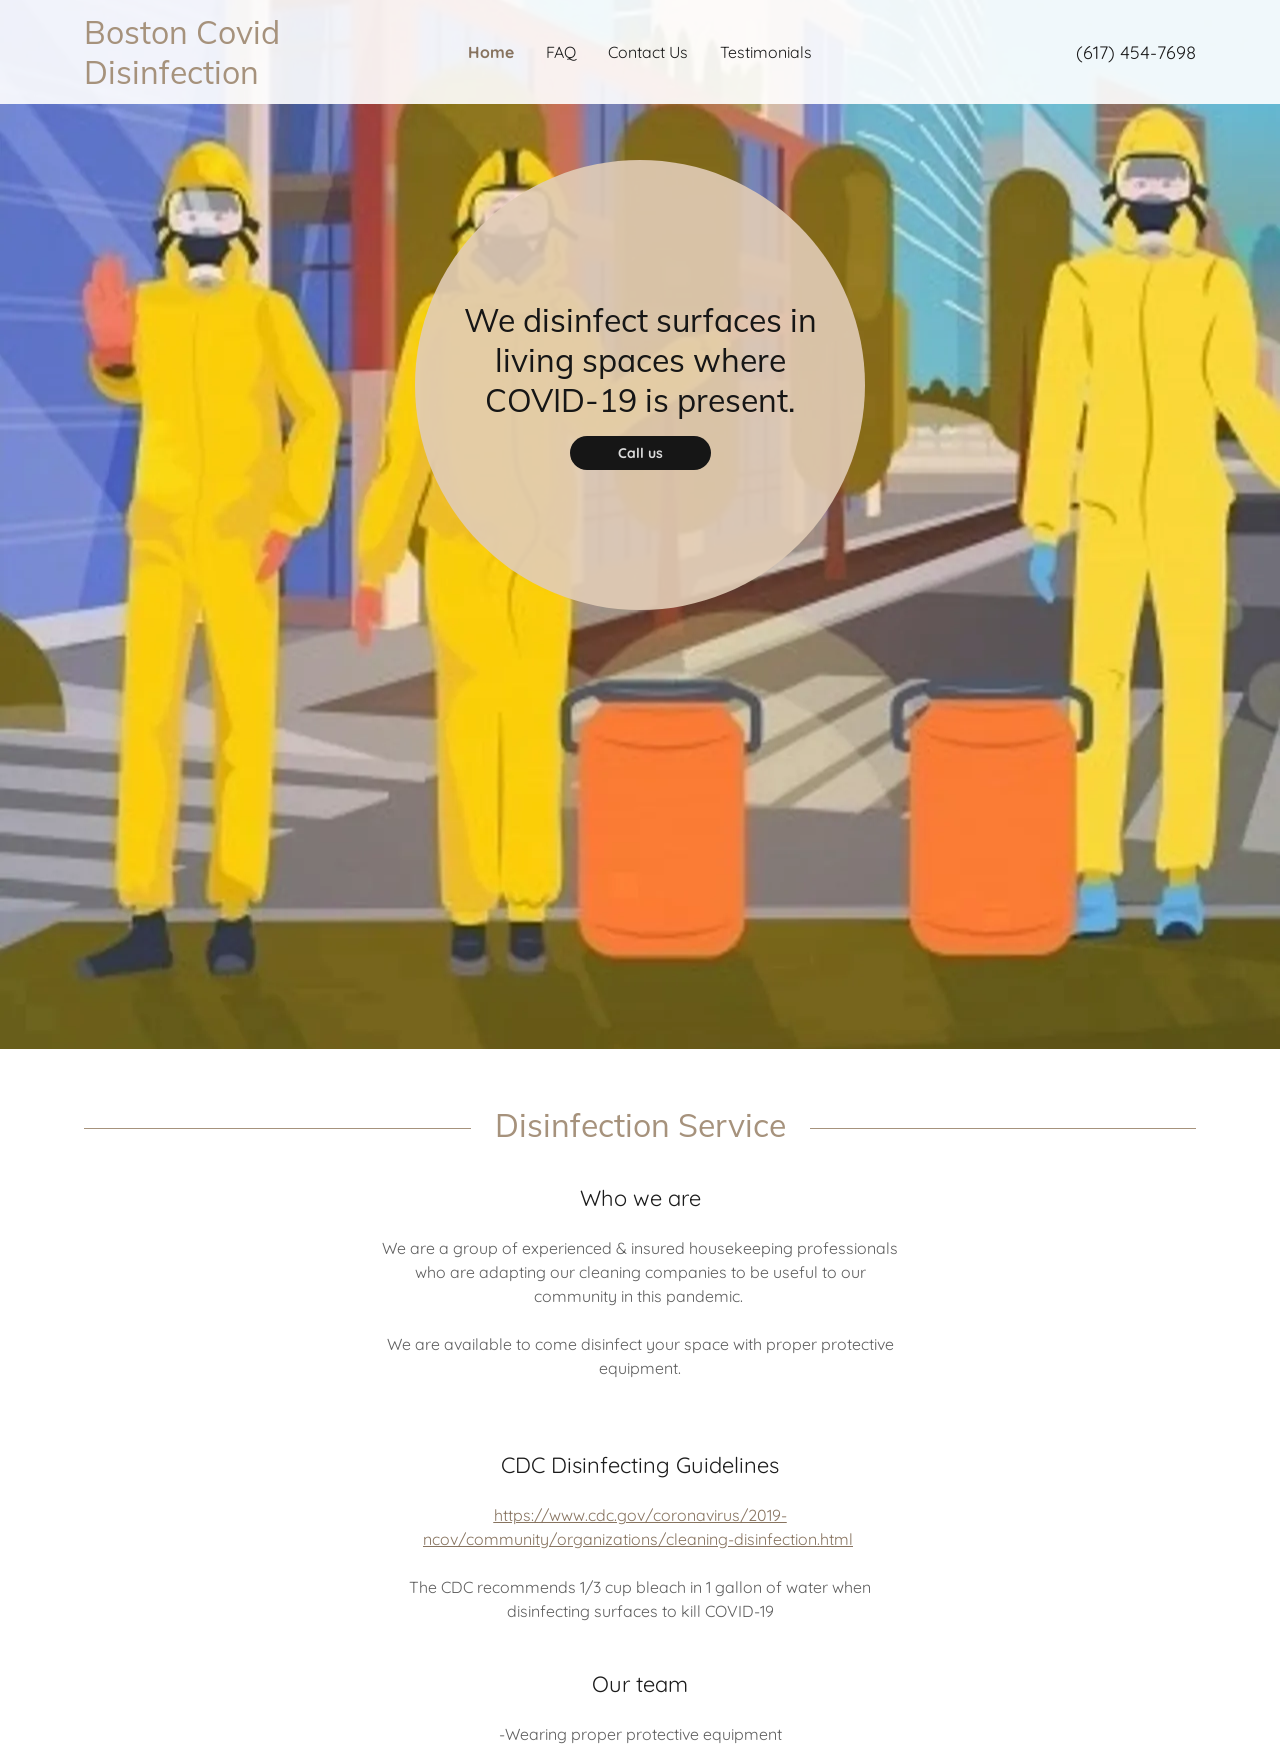 Boston Covid
Disinfection
Home
FAQ
Contact Us
Testimonials
(617) 454-7698
We disinfect surfaces in
living spaces where
COVID-19 is present.
Call us
Disinfection Service
Who we are
We are a group of experienced & insured housekeeping professionals
who are adapting our cleaning companies to be useful to our
community in this pandemic.
We are available to come disinfect your space with proper protective
equipment.
CDC Disinfecting Guidelines
https://www.cdc.gov/coronavirus/2019-
ncov/community/organizations/cleaning-disinfection.html
The CDC recommends 1/3 cup bleach in 1 gallon of water when
disinfecting surfaces to kill COVID-19
Our team
-Wearing proper protective equipment